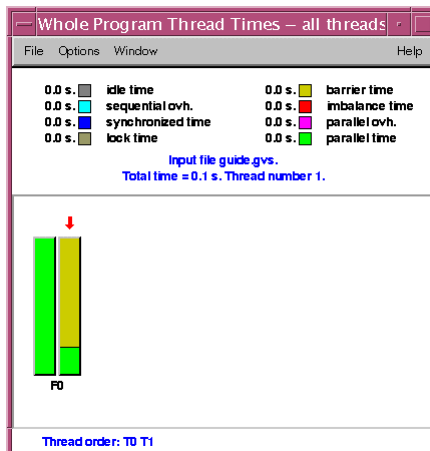 Whole Program Thread Times – all threads
File Options Window Help
0.0 s. idle time 0.0 s. barrier time
0.0 s. sequential ovh. 0.0 s. imbalance time
0.0 s. synchronized time 0.0 s. parallel ovh.
0.0 s. lock time 0.0 s. parallel time
Input file guide.gvs.
Total time = 0.1 s. Thread number 1.
F0
Thread order: T0 T1